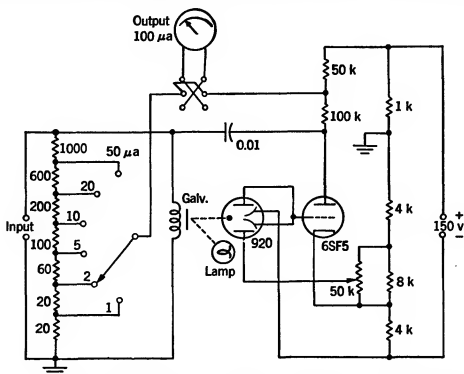 Output
100 μa
50 k
100 k
1 k
1000
50 μa
0.01
600
20
200
Galv.
4 k
10
Input
100
5
920
6SF5
+
150 v
−
60
Lamp
2
50 k
8 k
20
1
20
4 k